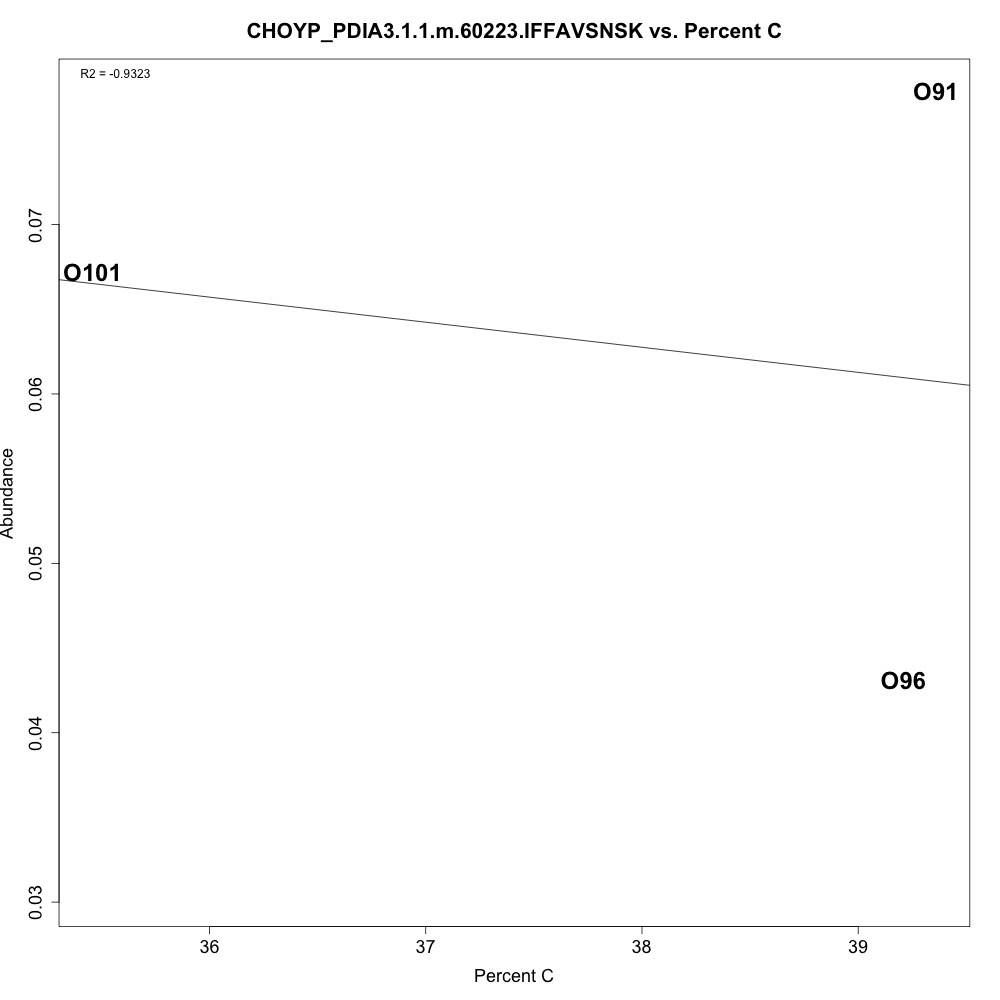 CHOYP_PDIA3.1.1.m.60223.IFFAVSNSK vs. Percent C
R2 = -0.9323
O91
0.07
O101
0.06
Abundance
0.05
O96
0.04
0.03
36 37 38 39
Percent C